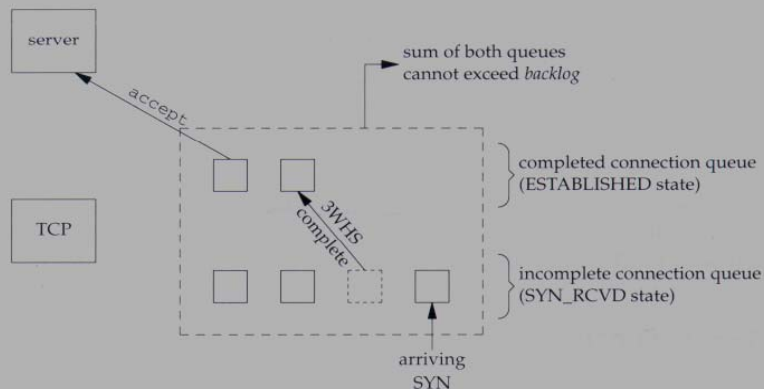 server
sum of both queues
cannot exceed backlog
accept
completed connection queue
(ESTABLISHED state)
3WHS
complete
TCP
incomplete connection queue
(SYN_RCVD state)
arriving
SYN